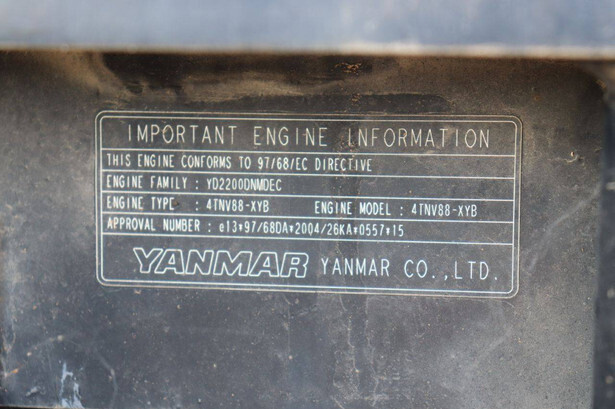 IMPORTANT ENGINE INFORMATION
THIS ENGINE CONFORMS TO 97/68/EC DIRECTIVE
ENGINE FAMILY : YD2200DNMDEC
ENGINE TYPE : 4TNV88-XYB ENGINE MODEL : 4TNV88-XYB
APPROVAL NUMBER : e13*97/68DA*2004/26KA*0557*15
YANMAR YANMAR CO.,LTD.